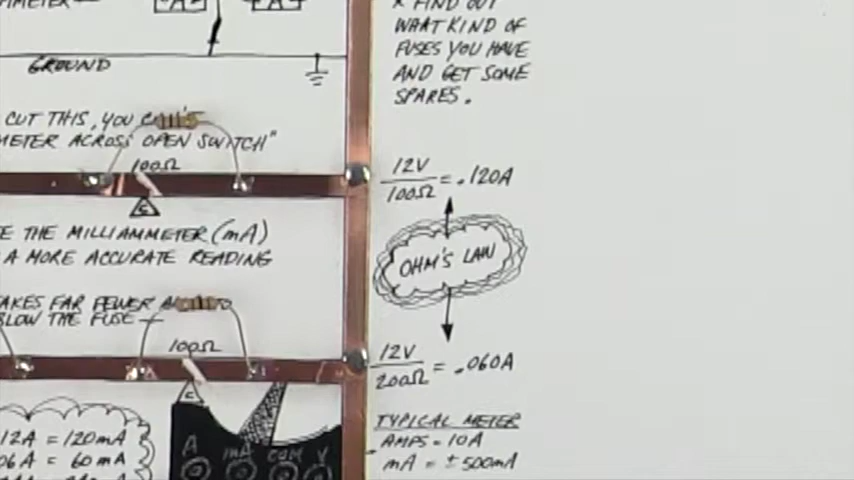 METER
A
A
GROUND
* FIND OUT
WHAT KIND OF
FUSES YOU HAVE
AND GET SOME
SPARES.
CUT THIS, YOU
METER ACROSS OPEN SWITCH"
100Ω
C
12V
100Ω = .120A
THE MILLIAMMETER (mA)
A MORE ACCURATE READING
OHM'S LAW
FAR FEWER
BLOW THE FUSE
100Ω
C
12V
200Ω = .060A
12A = 120mA
06A = 60mA
A mA COM V
TYPICAL METER
AMPS = 10A
mA = ±500mA